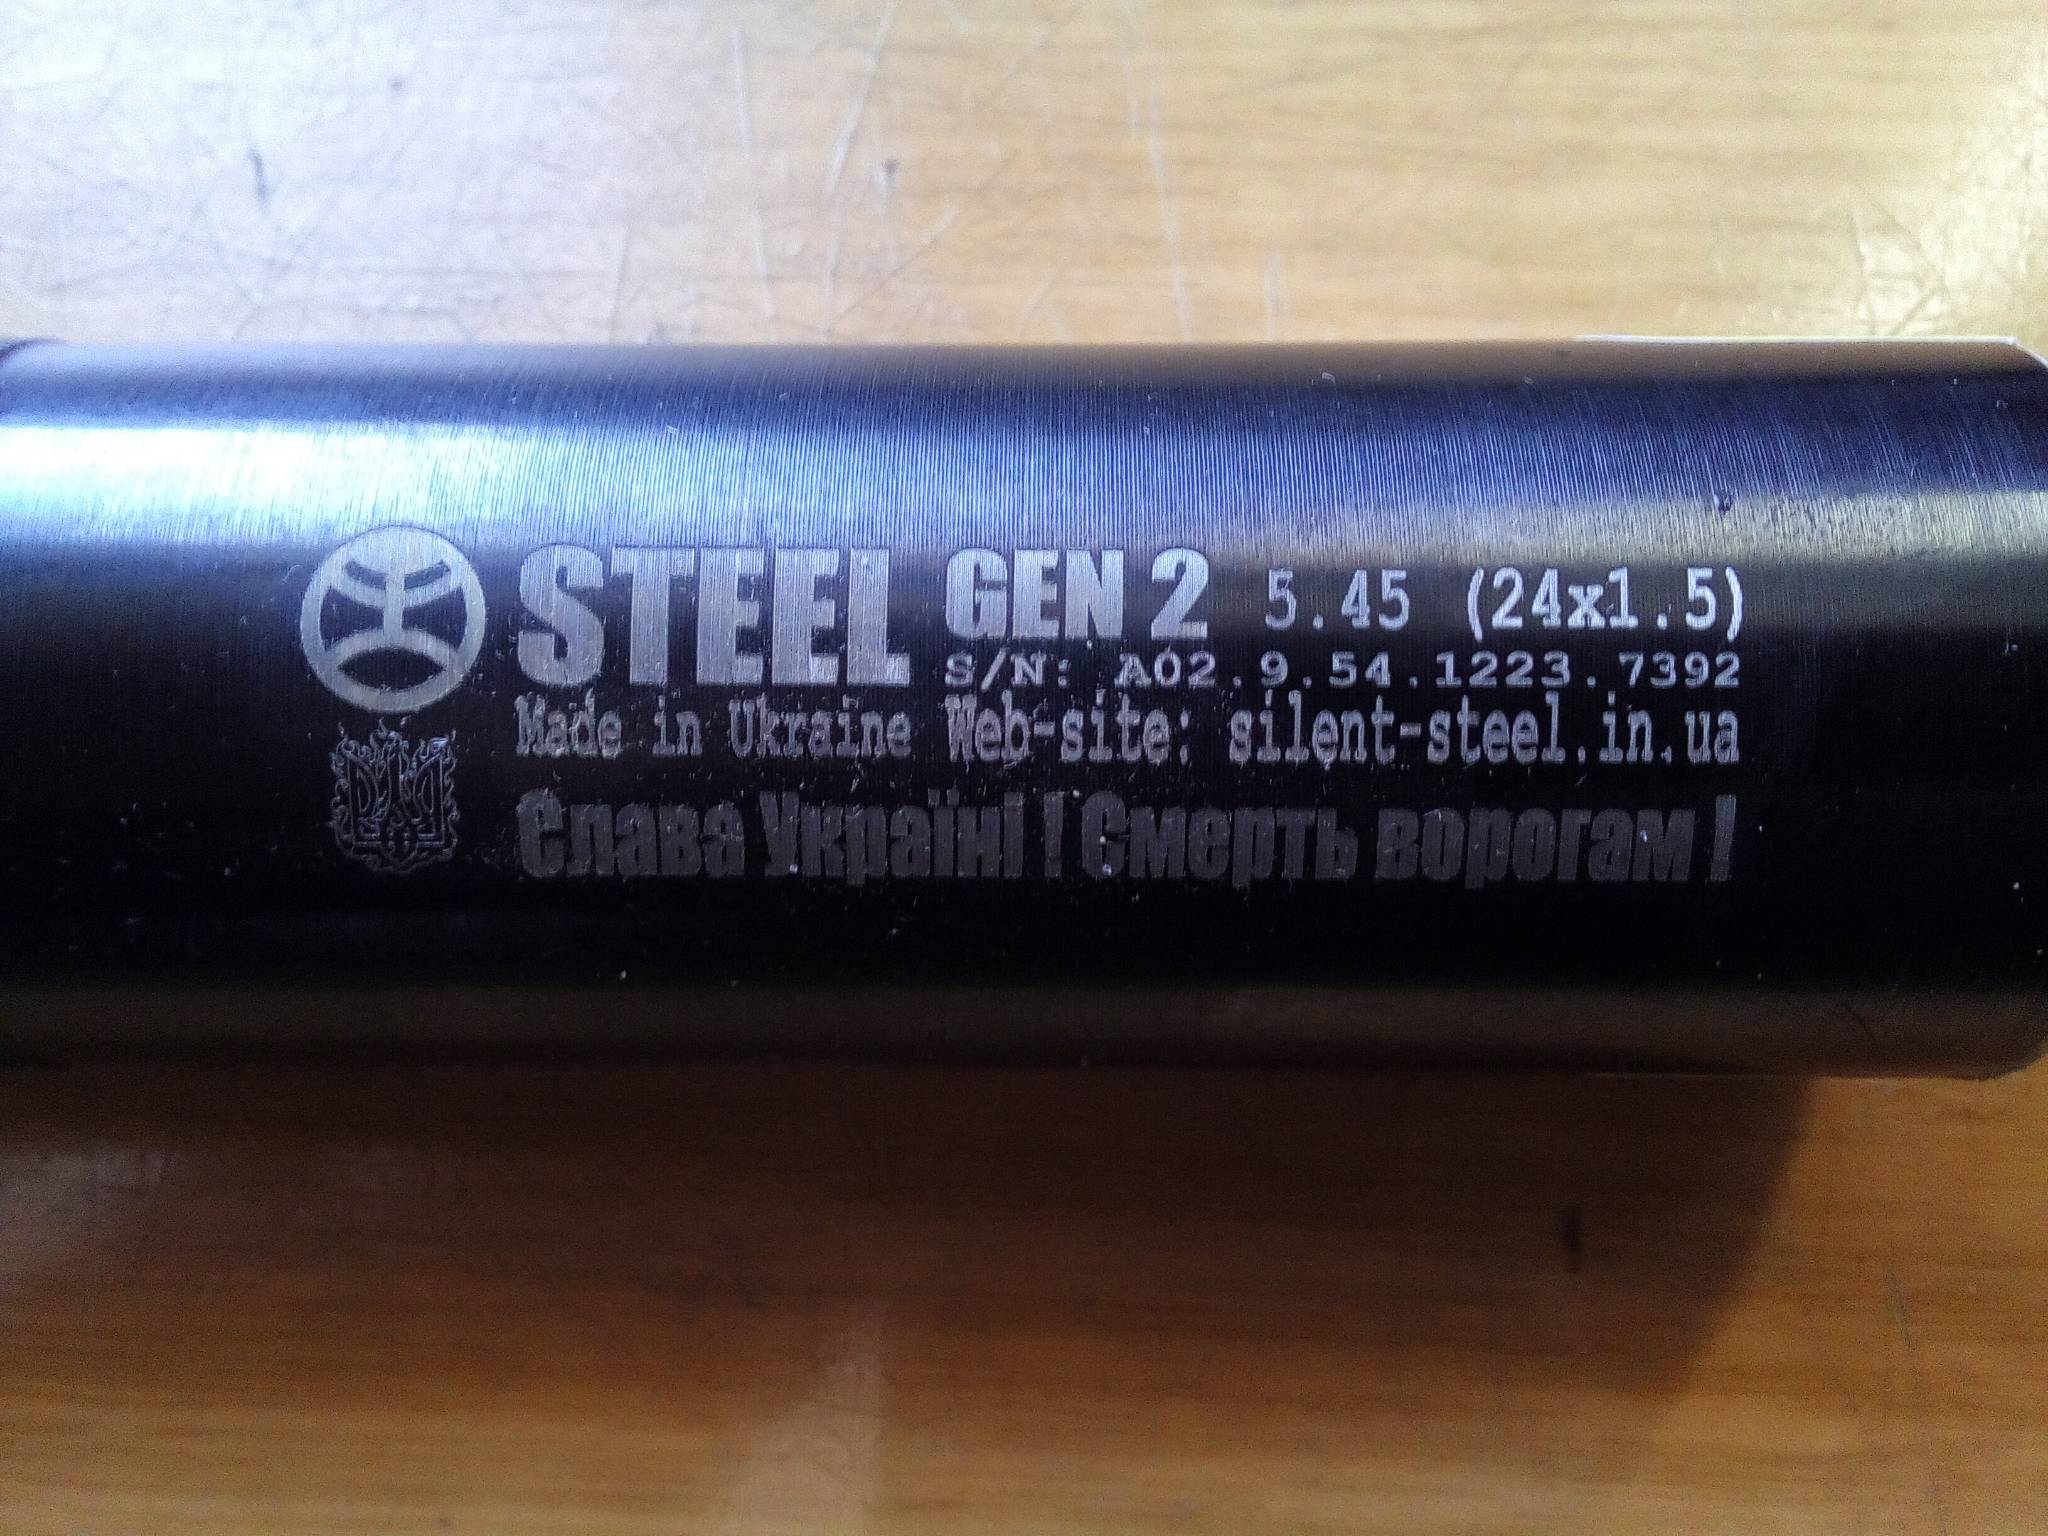 STEEL GEN 2 5.45 (24x1.5)
S/N: A02.9.54.1223.7392
Made in Ukraine Web-site: silent-steel.in.ua
Слава Україні! Смерть ворогам!